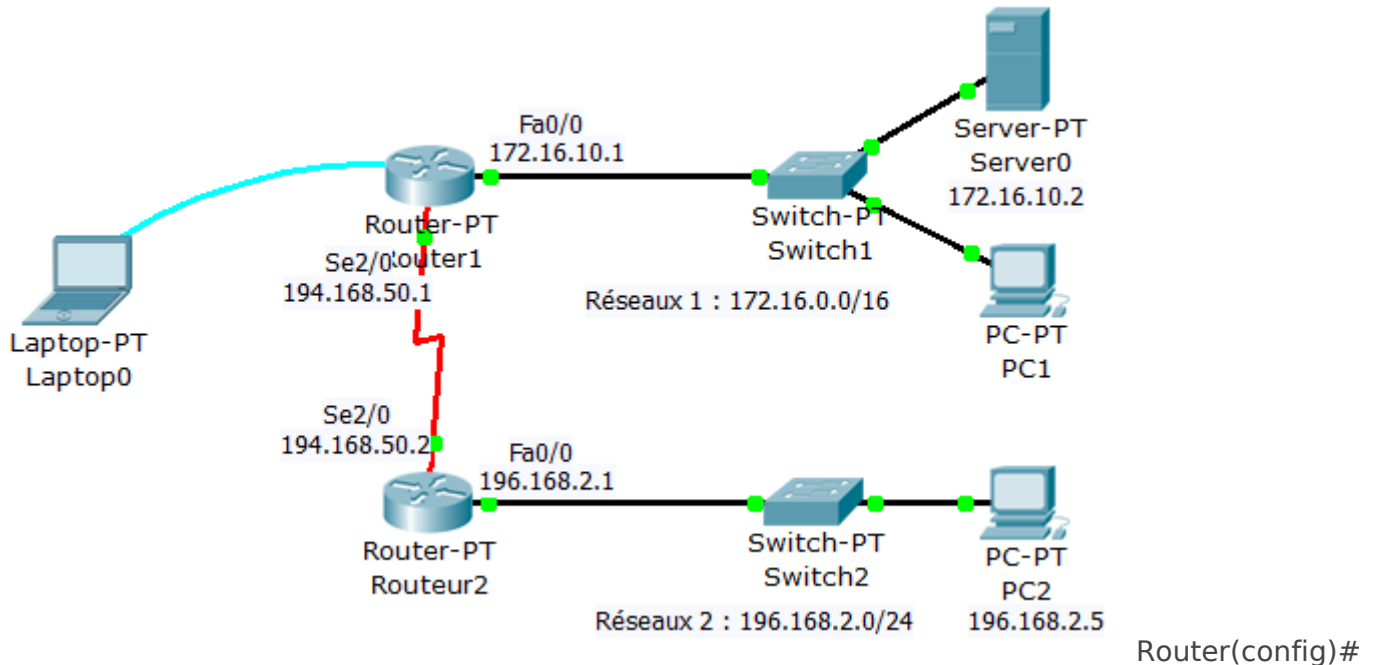 Server-PT
Server0
172.16.10.2
Fa0/0
172.16.10.1
Router-PT
Router1
Switch-PT
Switch1
Se2/0
194.168.50.1
Réseaux 1 : 172.16.0.0/16
PC-PT
PC1
Laptop-PT
Laptop0
Se2/0
194.168.50.2
Fa0/0
196.168.2.1
Router-PT
Routeur2
Switch-PT
Switch2
PC-PT
PC2
196.168.2.5
Réseaux 2 : 196.168.2.0/24
Router(config)#